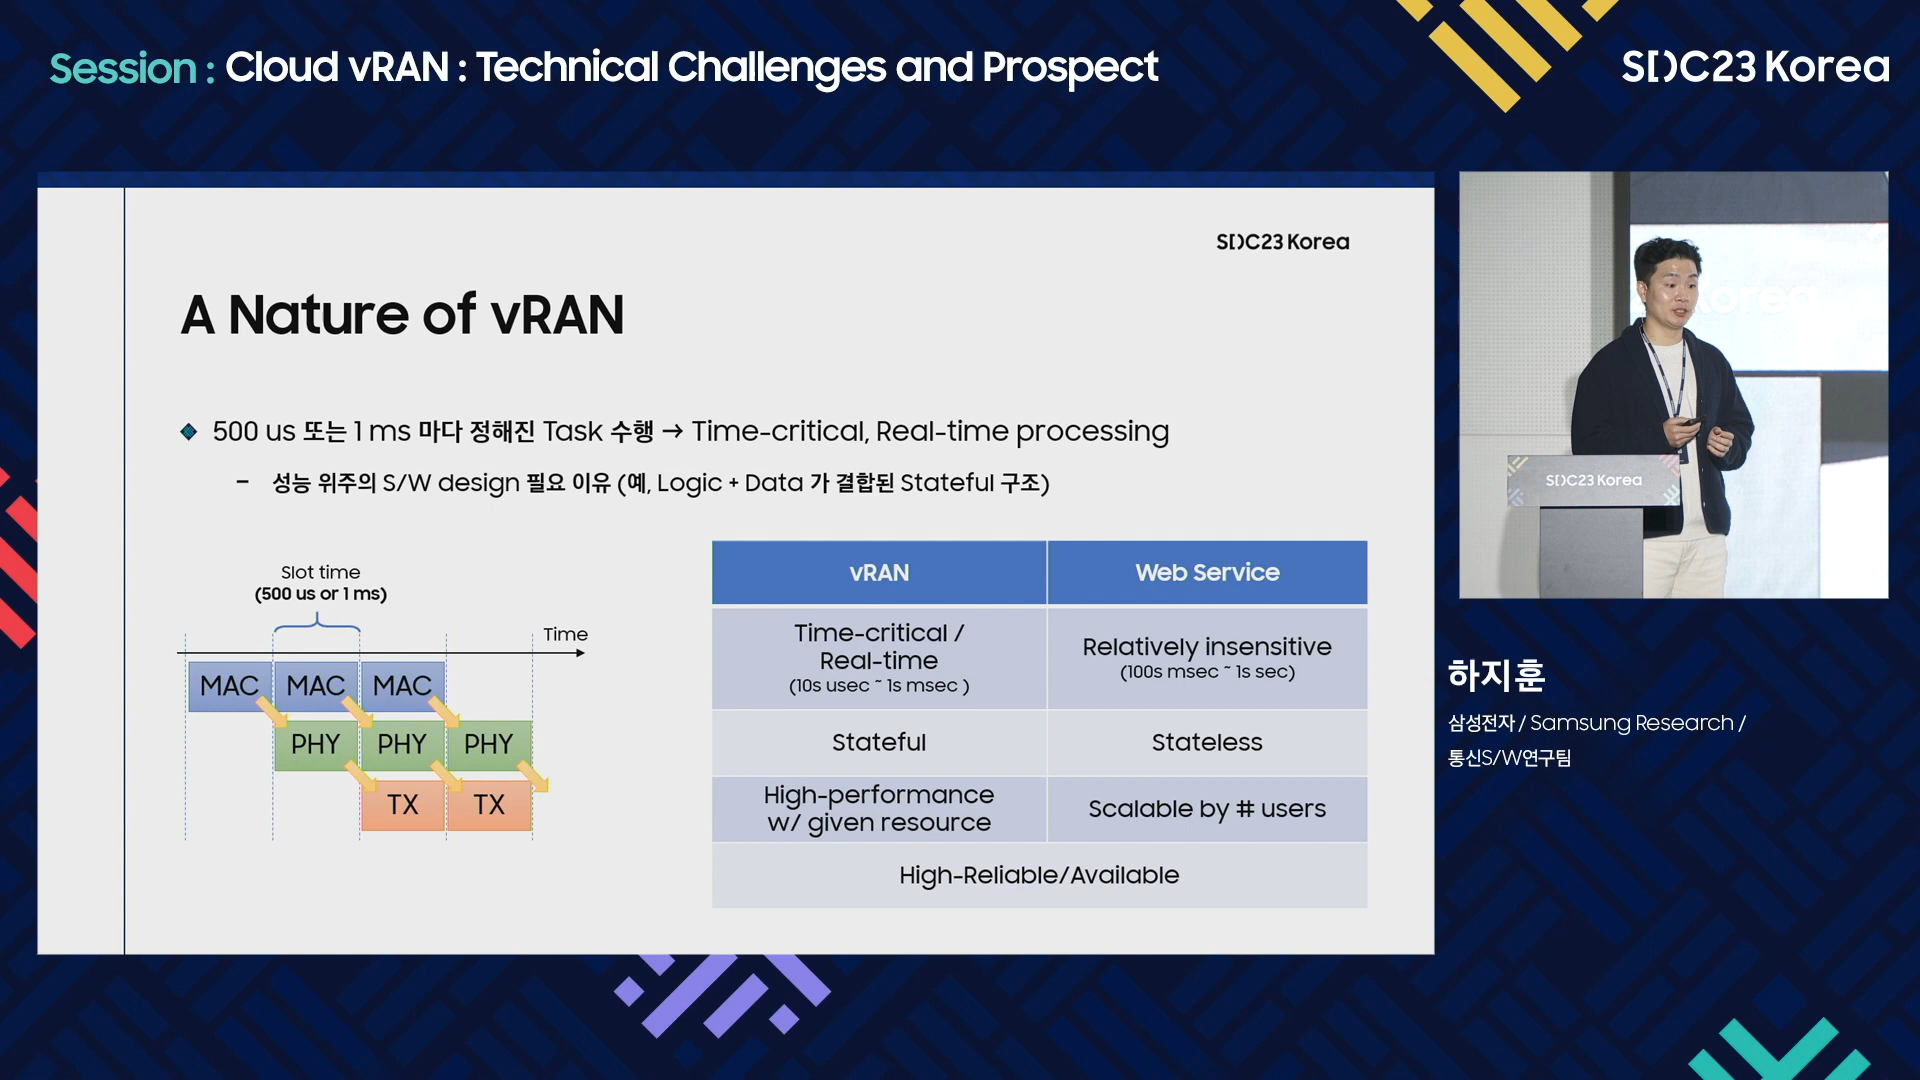 Session : Cloud vRAN : Technical Challenges and Prospect
SDC23 Korea
SDC23 Korea
A Nature of vRAN
500 us 또는 1 ms 마다 정해진 Task 수행 → Time-critical, Real-time processing
– 성능 위주의 S/W design 필요 이유 (예, Logic + Data 가 결합된 Stateful 구조)
Slot time
(500 us or 1 ms)
Time
MAC MAC MAC
PHY PHY PHY
TX TX
vRAN Web Service
Time-critical /
Real-time
(10s usec ~ 1s msec )
Relatively insensitive
(100s msec ~ 1s sec)
Stateful Stateless
High-performance
w/ given resource
Scalable by # users
High-Reliable/Available
Korea
SDC23 Korea
하지훈
삼성전자 / Samsung Research /
통신S/W연구팀